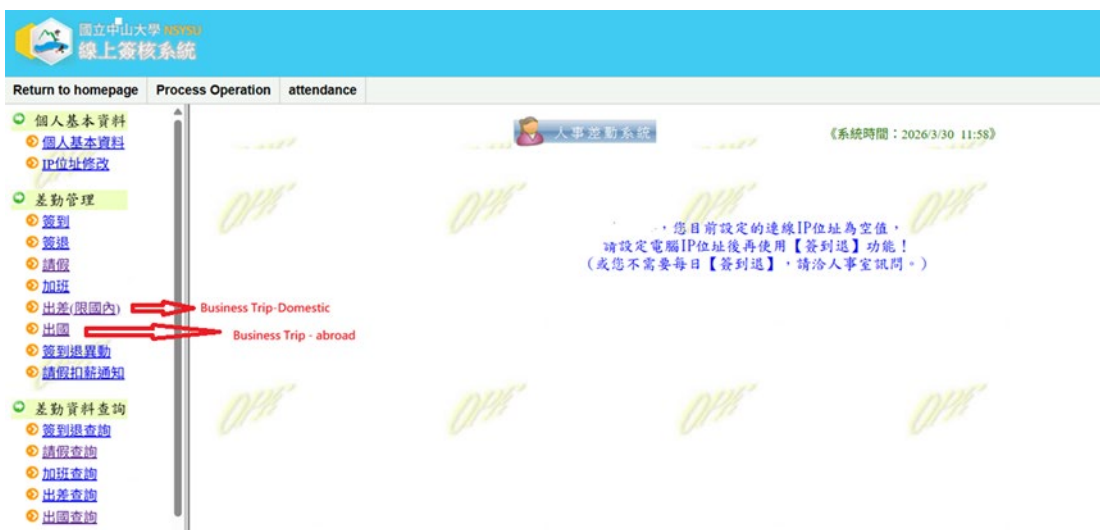 國立中山大學 NSYSU
線上簽核系統
Return to homepage Process Operation attendance
個人基本資料
個人基本資料
IP位址修改
差勤管理
簽到
簽退
請假
加班
出差(限國內)
出國
簽到退異動
請假扣薪通知
差勤資料查詢
簽到退查詢
請假查詢
加班查詢
出差查詢
出國查詢
人事差勤系統
《系統時間：2026/3/30 11:58》
，您目前設定的連線IP位址為空值，
請設定電腦IP位址後再使用【簽到退】功能！
（或您不需要每日【簽到退】，請洽人事室訊問。）
Business Trip-Domestic
Business Trip - abroad